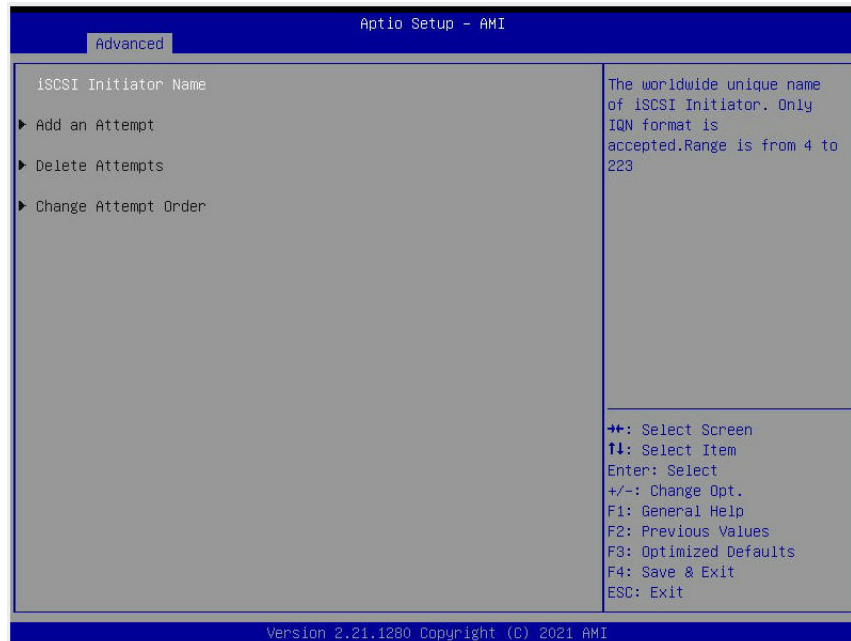 Aptio Setup - AMI
Advanced
iSCSI Initiator Name
Add an Attempt
Delete Attempts
Change Attempt Order
The worldwide unique name
of iSCSI Initiator. Only
IQN format is
accepted.Range is from 4 to
223
→←: Select Screen
↑↓: Select Item
Enter: Select
+/-: Change Opt.
F1: General Help
F2: Previous Values
F3: Optimized Defaults
F4: Save & Exit
ESC: Exit
Version 2.21.1280 Copyright (C) 2021 AMI